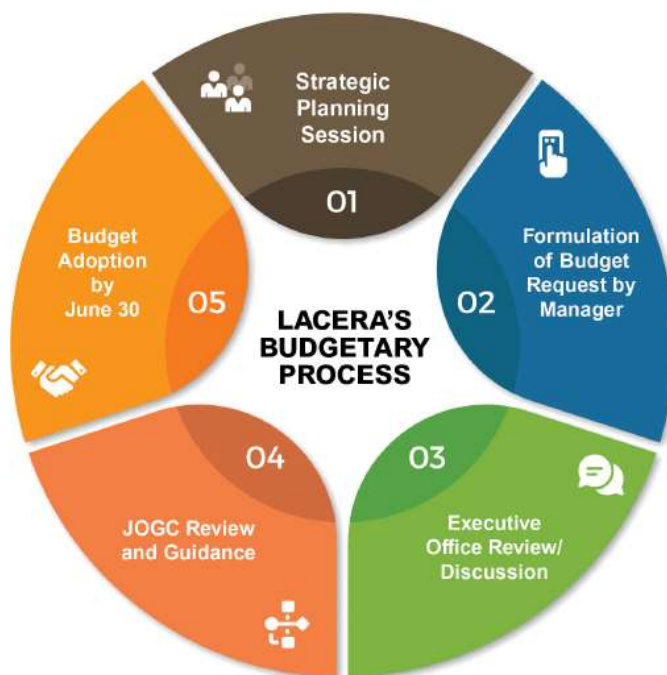 Strategic
Planning
Session
01
Formulation
of Budget
Request by
Manager
02
Executive
Office Review/
Discussion
03
JOGC Review
and Guidance
04
Budget
Adoption
by
June 30
05
LACERA'S
BUDGETARY
PROCESS